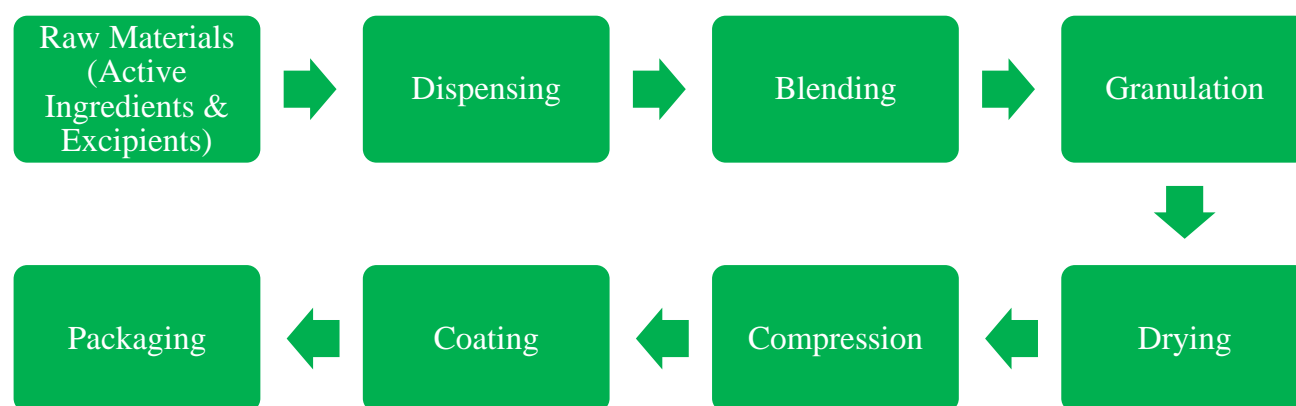 Raw Materials
(Active
Ingredients &
Excipients)
Dispensing
Blending
Granulation
Drying
Compression
Coating
Packaging